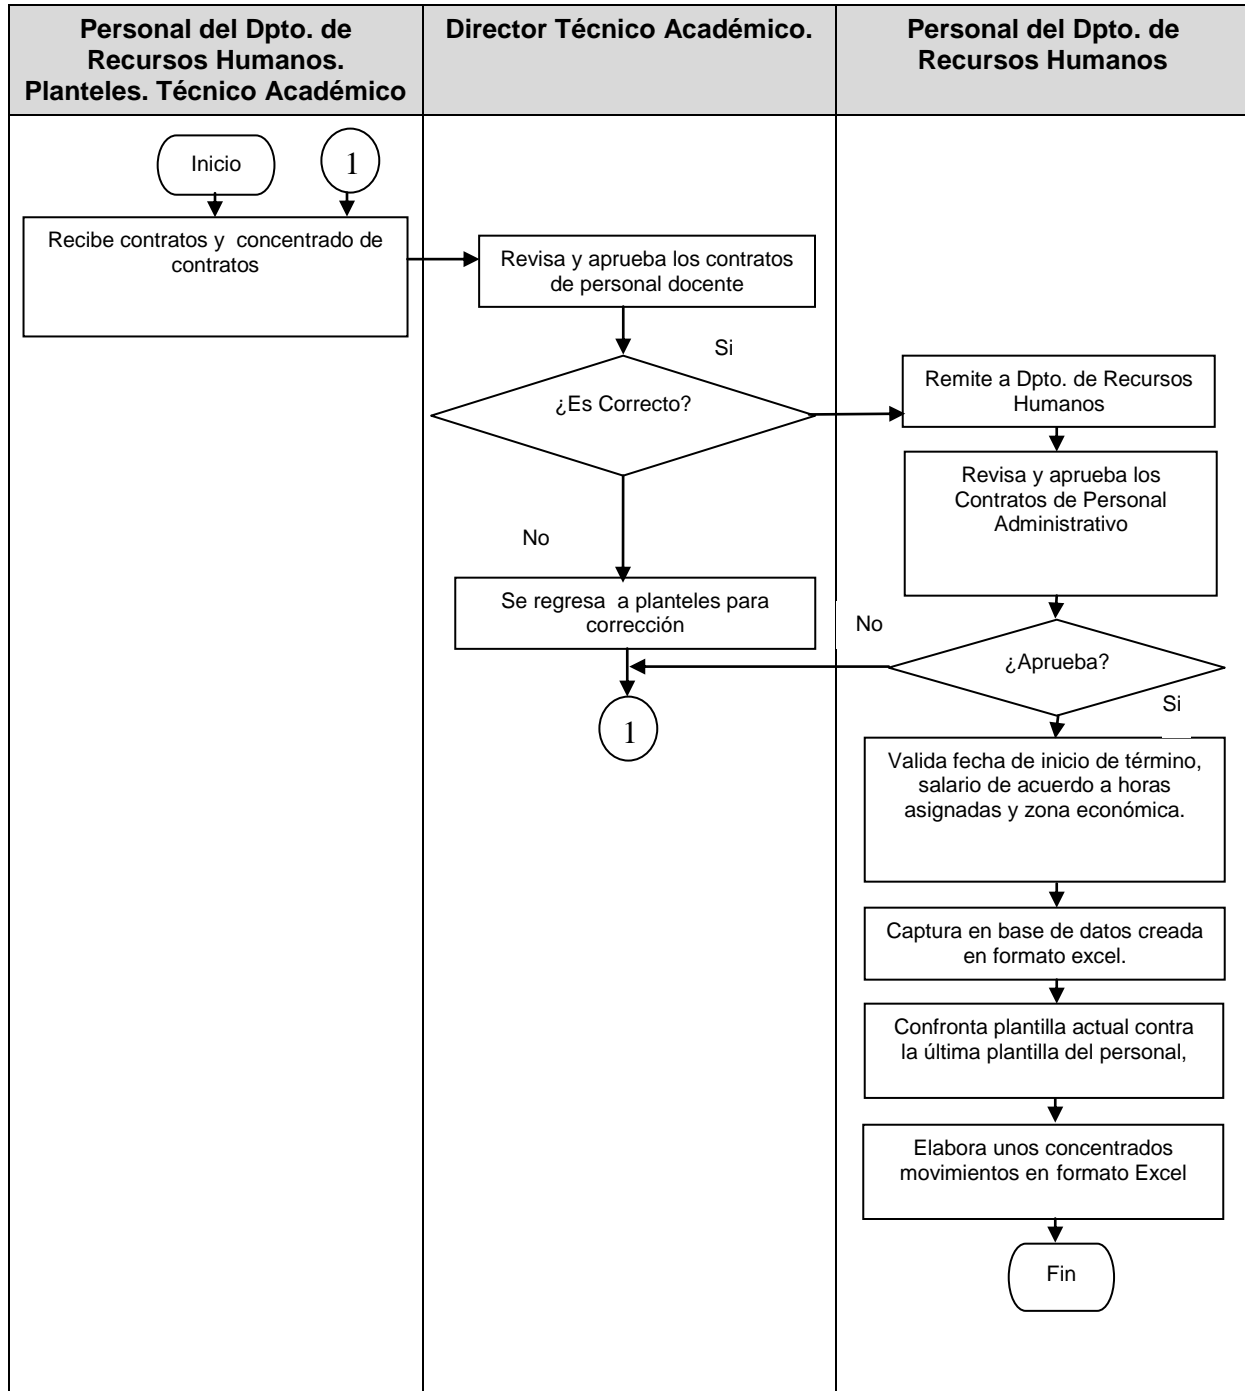 Personal del Dpto. de
Recursos Humanos.
Planteles. Técnico Académico
Director Técnico Académico.
Personal del Dpto. de
Recursos Humanos
Inicio
1
Recibe contratos y  concentrado de
contratos
Revisa y aprueba los contratos
de personal docente
Si
¿Es Correcto?
Remite a Dpto. de Recursos
Humanos
Revisa y aprueba los
Contratos de Personal
Administrativo
No
Se regresa  a planteles para
corrección
No
¿Aprueba?
Si
1
Valida fecha de inicio de término,
salario de acuerdo a horas
asignadas y zona económica.
Captura en base de datos creada
en formato excel.
Confronta plantilla actual contra
la última plantilla del personal,
Elabora unos concentrados
movimientos en formato Excel
Fin